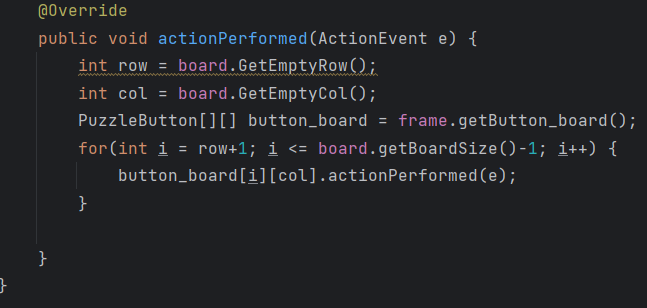 @Override
public void actionPerformed(ActionEvent e) {
int row = board.GetEmptyRow();
int col = board.GetEmptyCol();
PuzzleButton[][] button_board = frame.getButton_board();
for(int i = row+1; i <= board.getBoardSize()-1; i++) {
button_board[i][col].actionPerformed(e);
}
}
}